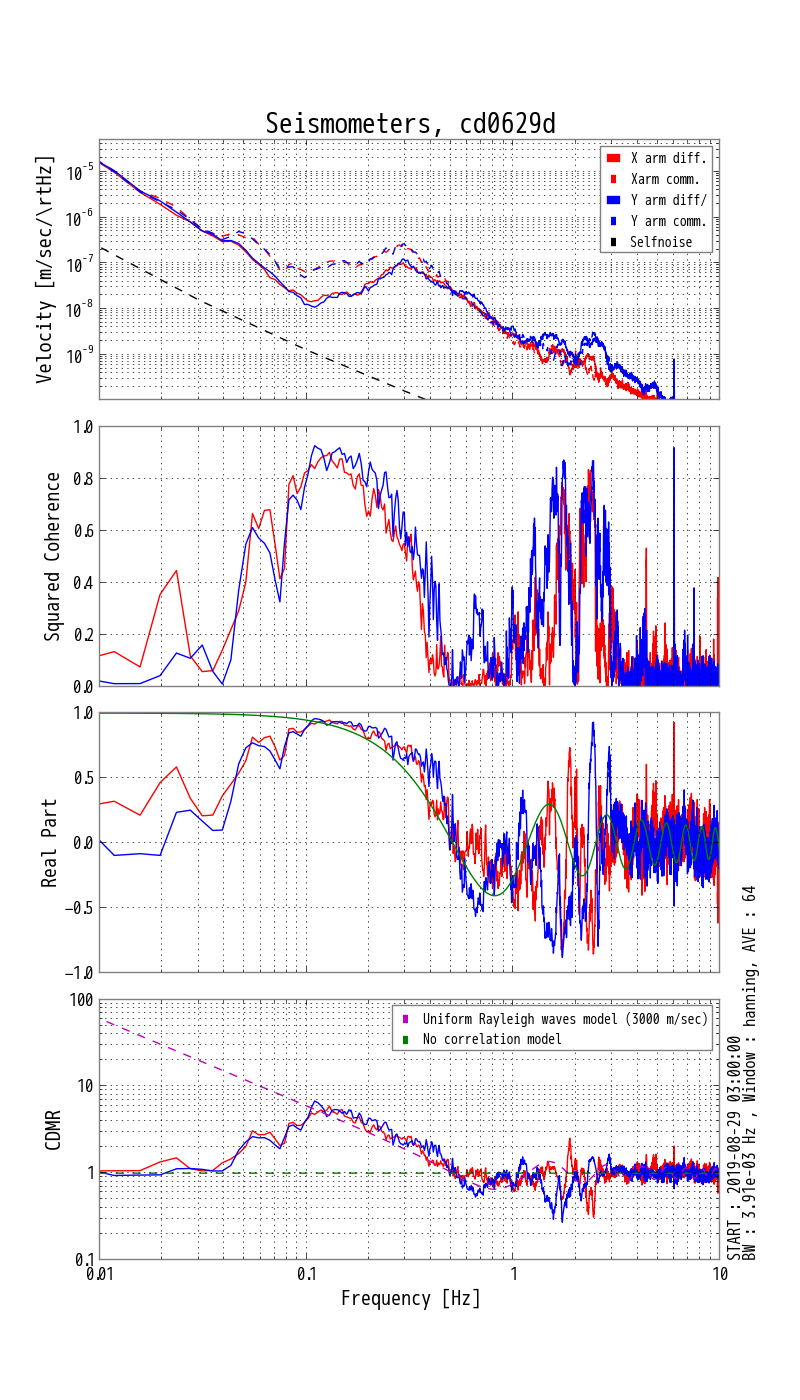 Seismometers, cd0629d
Velocity [m/sec/\rtHz]
10-5
10-6
10-7
10-8
10-9
X arm diff.
Xarm comm.
Y arm diff/
Y arm comm.
Selfnoise
Squared Coherence
1.0
0.8
0.6
0.4
0.2
0.0
Real Part
1.0
0.5
0.0
−0.5
−1.0
CDMR
100
10
1
0.1
Uniform Rayleigh waves model (3000 m/sec)
No correlation model
0.01
0.1
1
10
Frequency [Hz]
START : 2019-08-29 03:00:00
BW : 3.91e-03 Hz , Window : hanning, AVE : 64